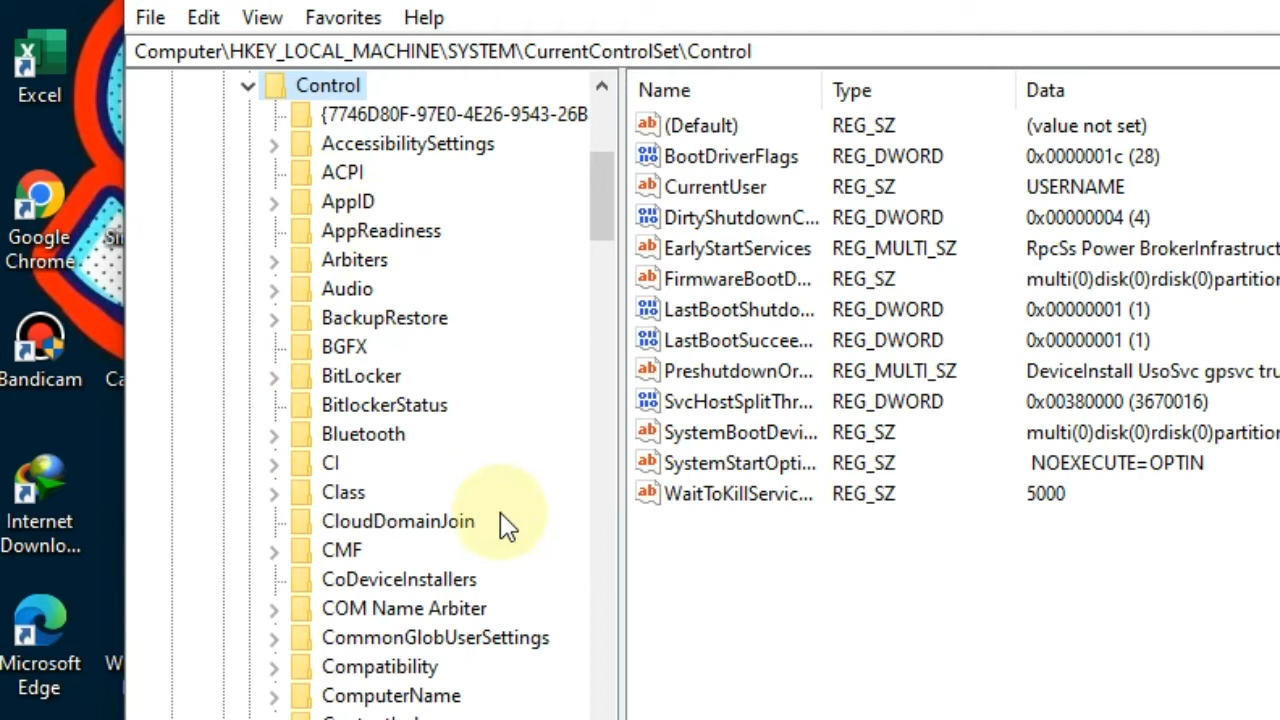 File Edit View Favorites Help
Computer\HKEY_LOCAL_MACHINE\SYSTEM\CurrentControlSet\Control
Excel
Google
Chrome
Bandicam
Internet
Downlo...
Microsoft
Edge
Control
{7746D80F-97E0-4E26-9543-26B
AccessibilitySettings
ACPI
AppID
AppReadiness
Arbiters
Audio
BackupRestore
BGFX
BitLocker
BitlockerStatus
Bluetooth
CI
Class
CloudDomainJoin
CMF
CoDeviceInstallers
COM Name Arbiter
CommonGlobUserSettings
Compatibility
ComputerName
Name Type Data
(Default) REG_SZ (value not set)
BootDriverFlags REG_DWORD 0x0000001c (28)
CurrentUser REG_SZ USERNAME
DirtyShutdownC... REG_DWORD 0x00000004 (4)
EarlyStartServices REG_MULTI_SZ RpcSs Power BrokerInfrastruct
FirmwareBootD... REG_SZ multi(0)disk(0)rdisk(0)partition
LastBootShutdo... REG_DWORD 0x00000001 (1)
LastBootSuccee... REG_DWORD 0x00000001 (1)
PreshutdownOr... REG_MULTI_SZ DeviceInstall UsoSvc gpsvc tru
SvcHostSplitThr... REG_DWORD 0x00380000 (3670016)
SystemBootDevi... REG_SZ multi(0)disk(0)rdisk(0)partition
SystemStartOpti... REG_SZ NOEXECUTE=OPTIN
WaitToKillServic... REG_SZ 5000